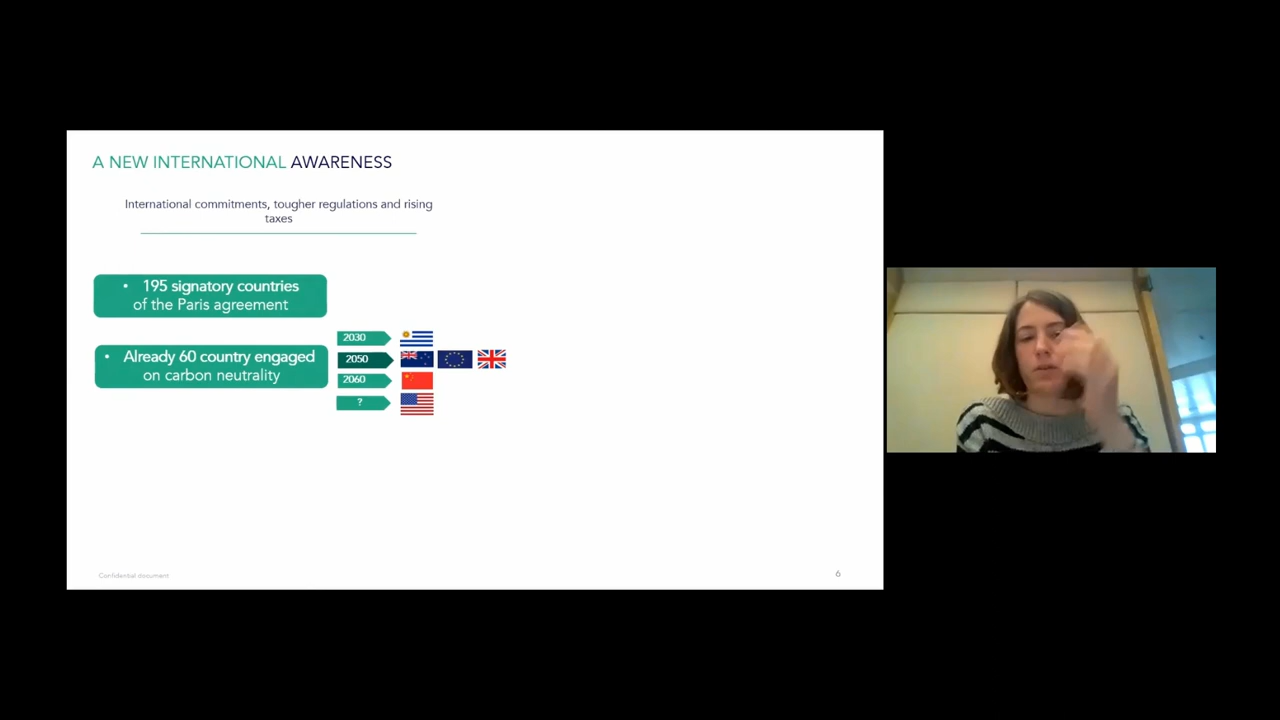 A NEW INTERNATIONAL AWARENESS
International commitments, tougher regulations and rising
taxes
• 195 signatory countries
of the Paris agreement
• Already 60 country engaged
on carbon neutrality
2030
2050
2060
?
Confidential document
6